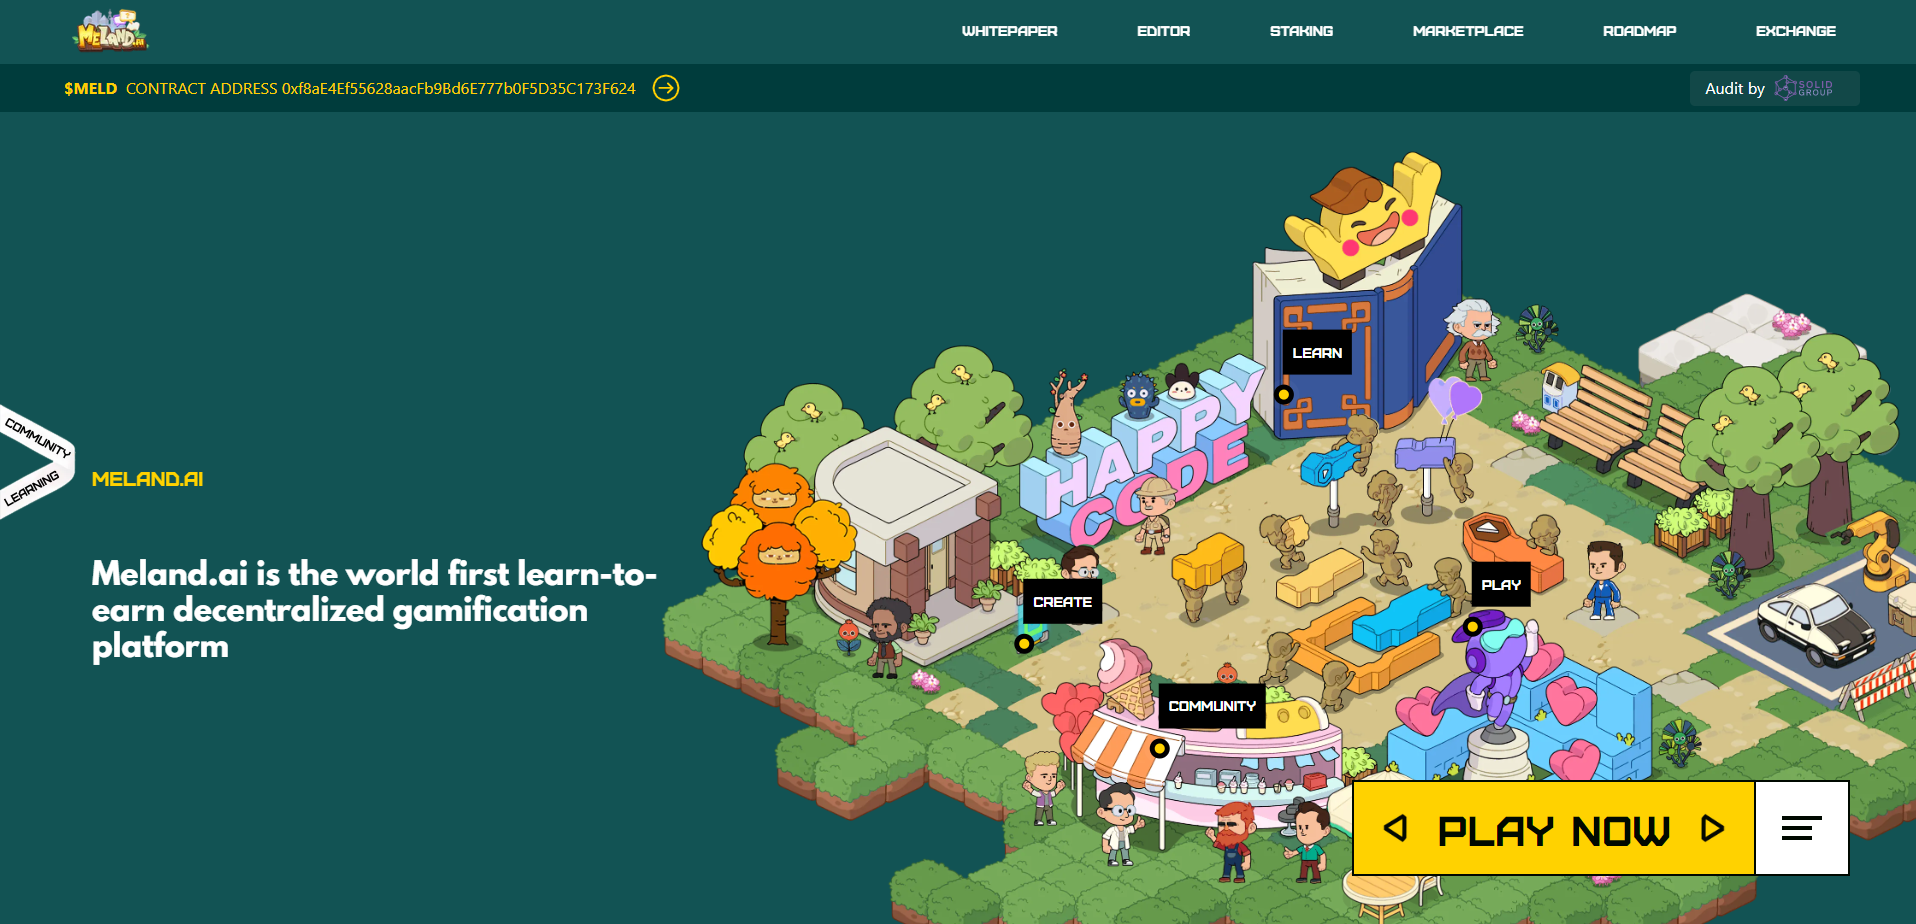 MELAND.AI
WHITEPAPER
EDITOR
STAKING
MARKETPLACE
ROADMAP
EXCHANGE
$MELD CONTRACT ADDRESS 0xf8aE4Ef55628aacFb9Bd6E777b0F5D35C173F624
Audit by SOLID
GROUP
COMMUNITY
LEARNING
MELAND.AI
Meland.ai is the world first learn-to-
earn decentralized gamification
platform
LEARN
HAPPY
CODE
CREATE
PLAY
COMMUNITY
PLAY NOW